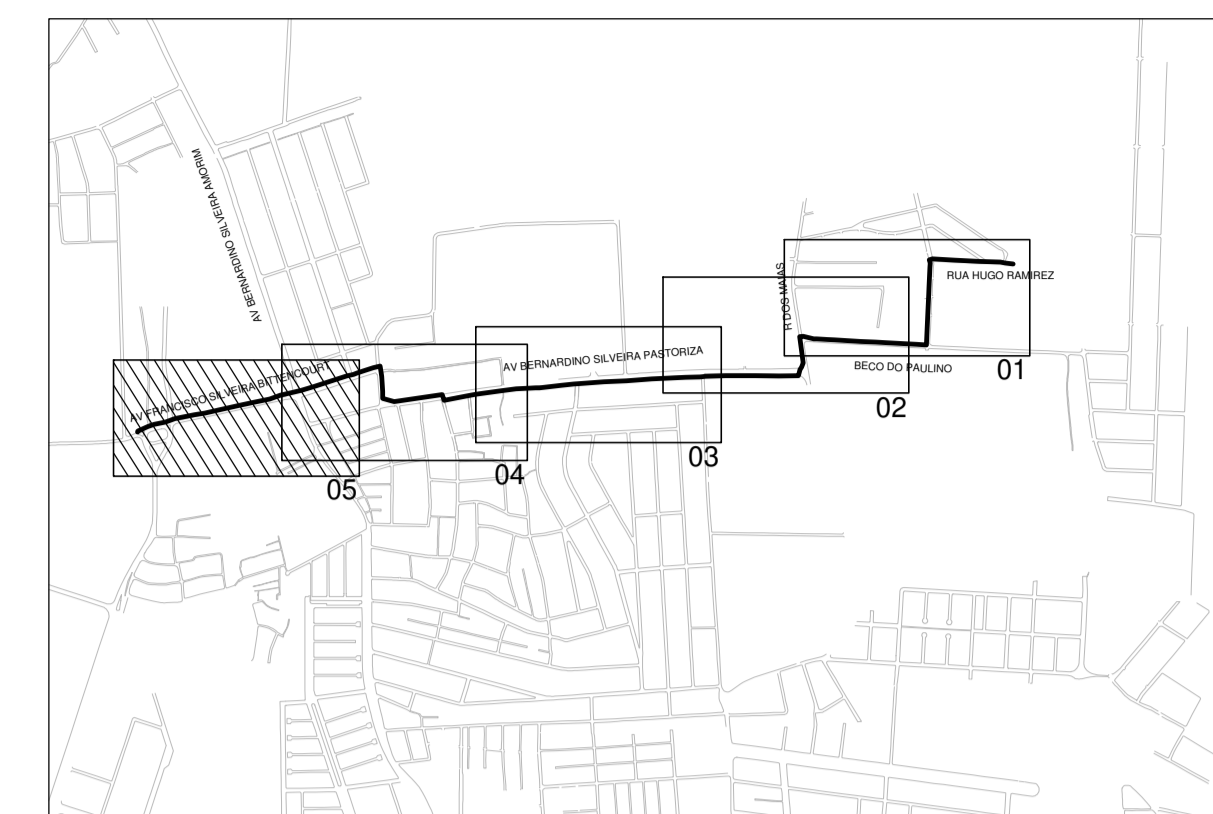 AV BERNARDINO SILVEIRA AMORIM
R DOS MAIAS
RUA HUGO RAMIREZ
AV BERNARDINO SILVEIRA PASTORIZA
BECO DO PAULINO
01
AV FRANCISCO SILVEIRA BITTENCOURT
02
03
04
05